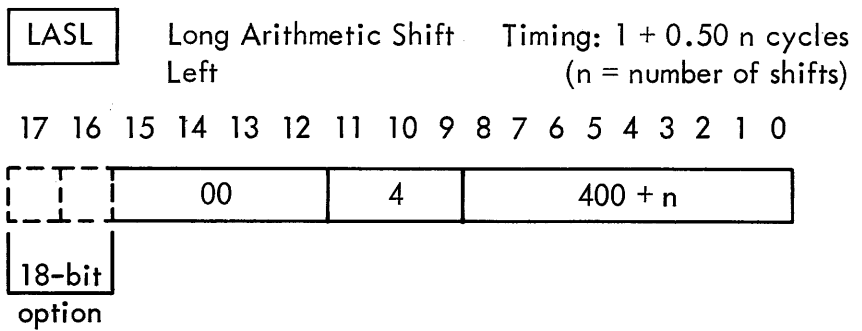 LASL Long Arithmetic Shift Timing: 1 + 0.50 n cycles
Left (n = number of shifts)
17 16 15 14 13 12 11 10 9 8 7 6 5 4 3 2 1 0
00 4 400 + n
18-bit
option